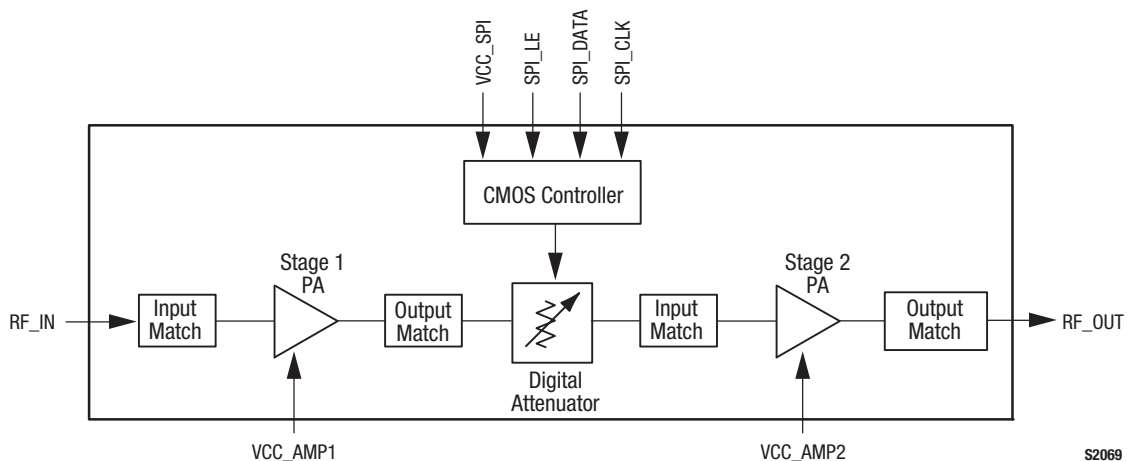 VCC_SPI
SPI_LE
SPI_DATA
SPI_CLK
CMOS Controller
Stage 1
PA
Stage 2
PA
RF_IN
Input
Match
Output
Match
Input
Match
Output
Match
RF_OUT
Digital
Attenuator
VCC_AMP1
VCC_AMP2
S2069